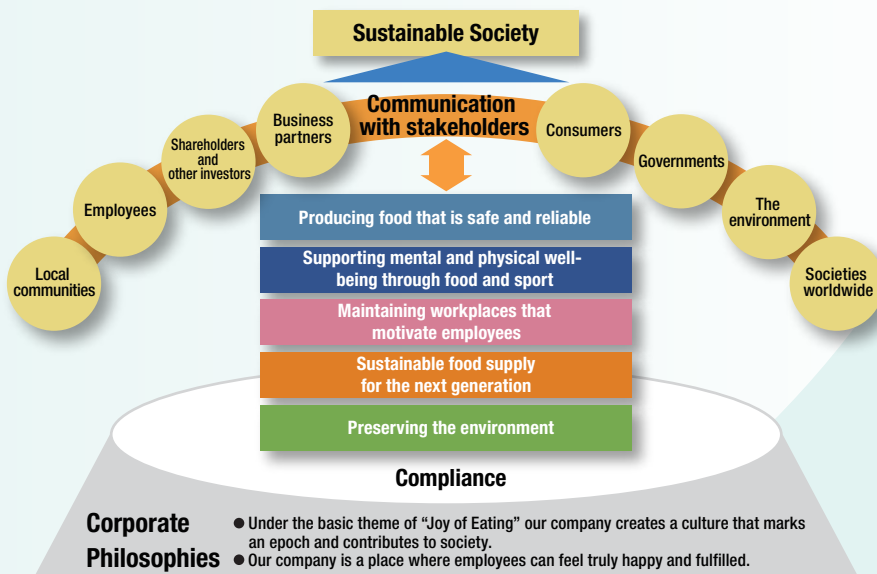 Sustainable Society
Communication
with stakeholders
Business
partners
Consumers
Shareholders
and
other investors
Governments
Employees
The
environment
Local
communities
Societies
worldwide
Producing food that is safe and reliable
Supporting mental and physical well-
being through food and sport
Maintaining workplaces that
motivate employees
Sustainable food supply
for the next generation
Preserving the environment
Compliance
Corporate
Philosophies
● Under the basic theme of “Joy of Eating” our company creates a culture that marks
an epoch and contributes to society.
● Our company is a place where employees can feel truly happy and fulfilled.